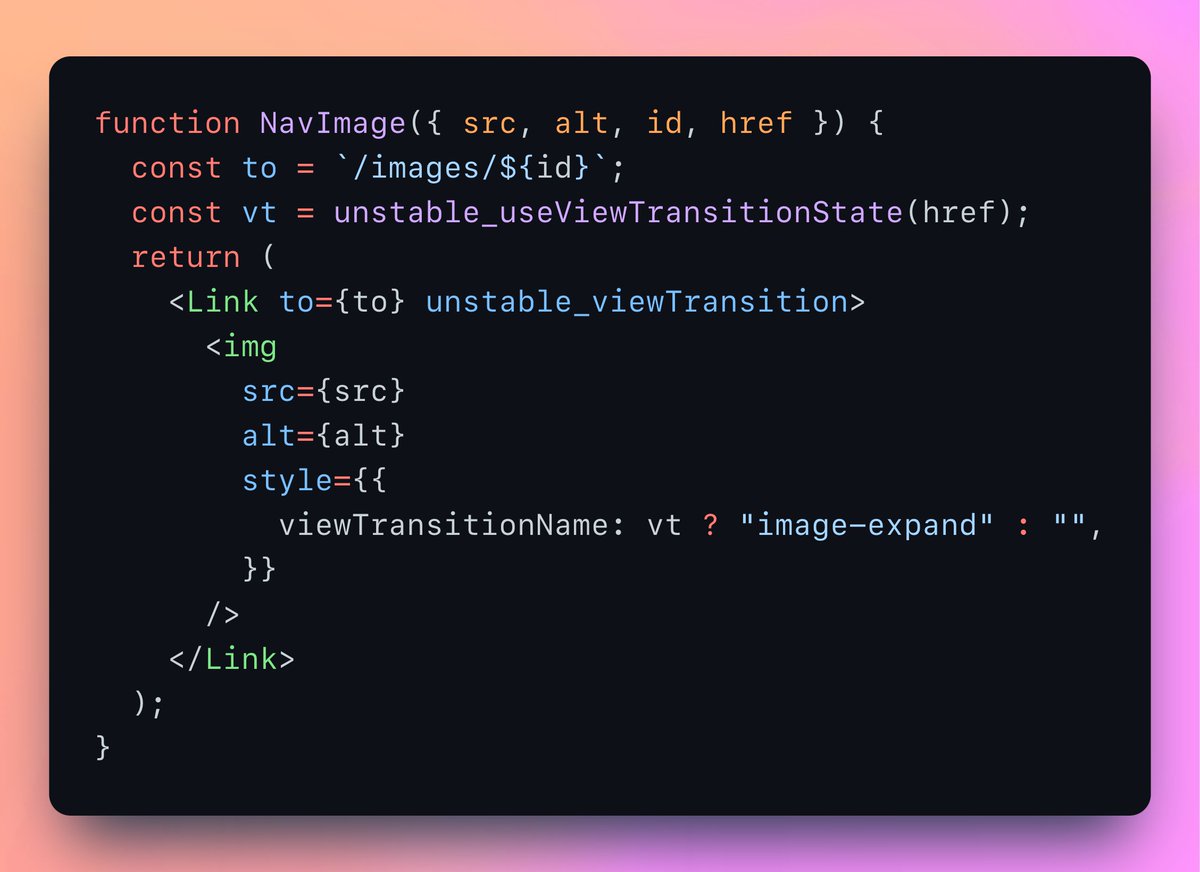 function NavImage({ src, alt, id, href }) {
  const to = `/images/${id}`;
  const vt = unstable_useViewTransitionState(href);
  return (
    <Link to={to} unstable_viewTransition>
      <img
        src={src}
        alt={alt}
        style={{
          viewTransitionName: vt ? "image-expand" : "",
        }}
      />
    </Link>
  );
}